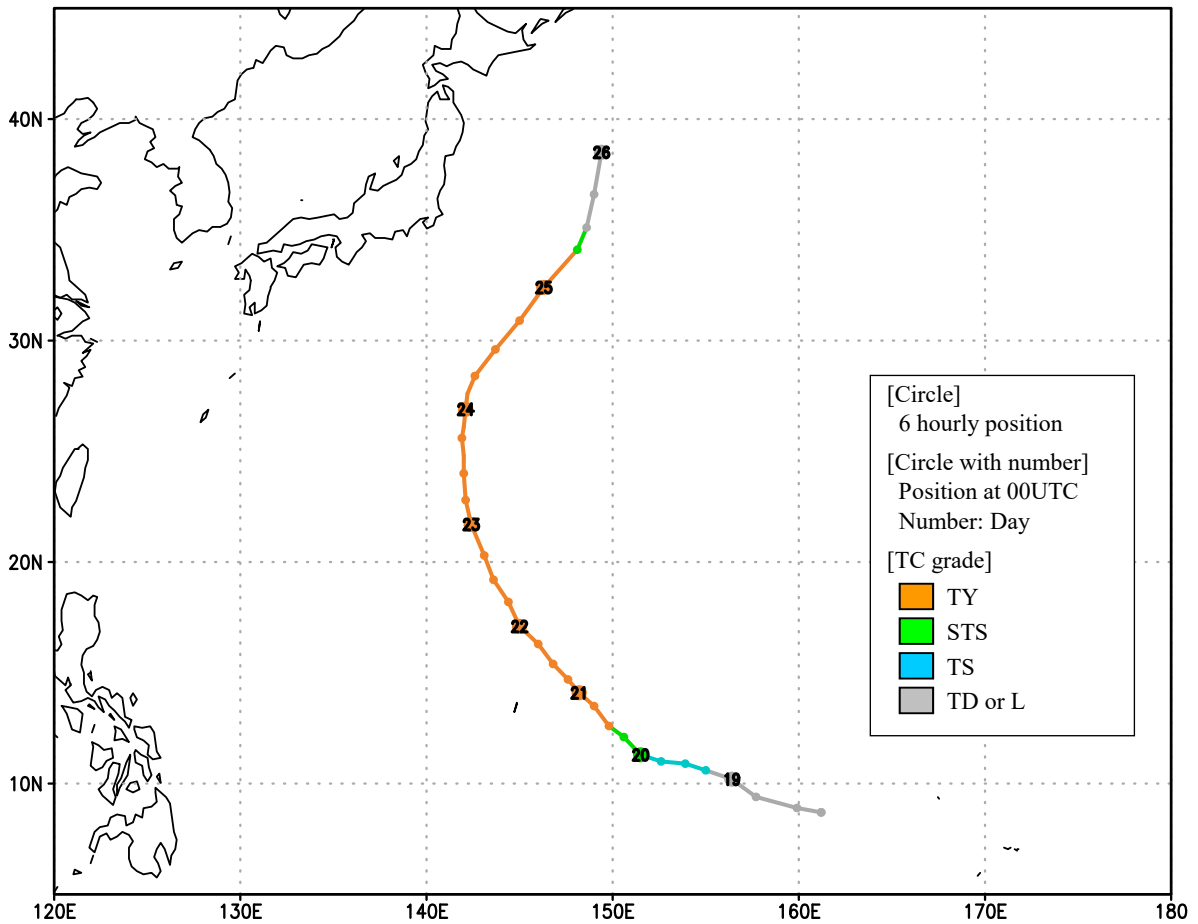 26
40N
25
30N
24
[Circle]
6 hourly position
[Circle with number]
Position at 00UTC
Number: Day
23
[TC grade]
20N
TY
22
STS
TS
21
TD or L
20
19
10N
120E 130E 140E 150E 160E 170E 180